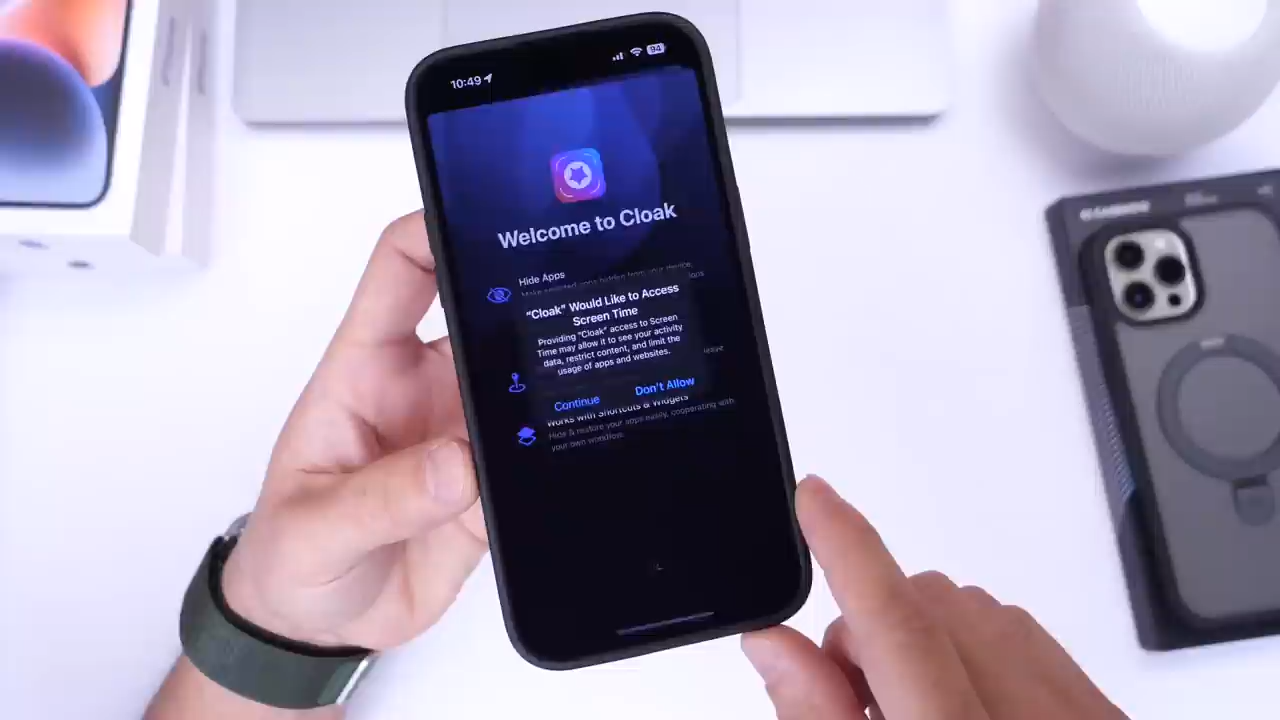 10:49
94
Welcome to Cloak
Hide Apps
"Cloak" Would Like to Access
Screen Time
Providing "Cloak" access to Screen
Time may allow it to see your activity
data, restrict content, and limit the
usage of apps and websites.
leave
Continue
Don't Allow
Works with Shortcuts & Widgets
Hide & restore your apps easily, cooperating with
your own workflow.